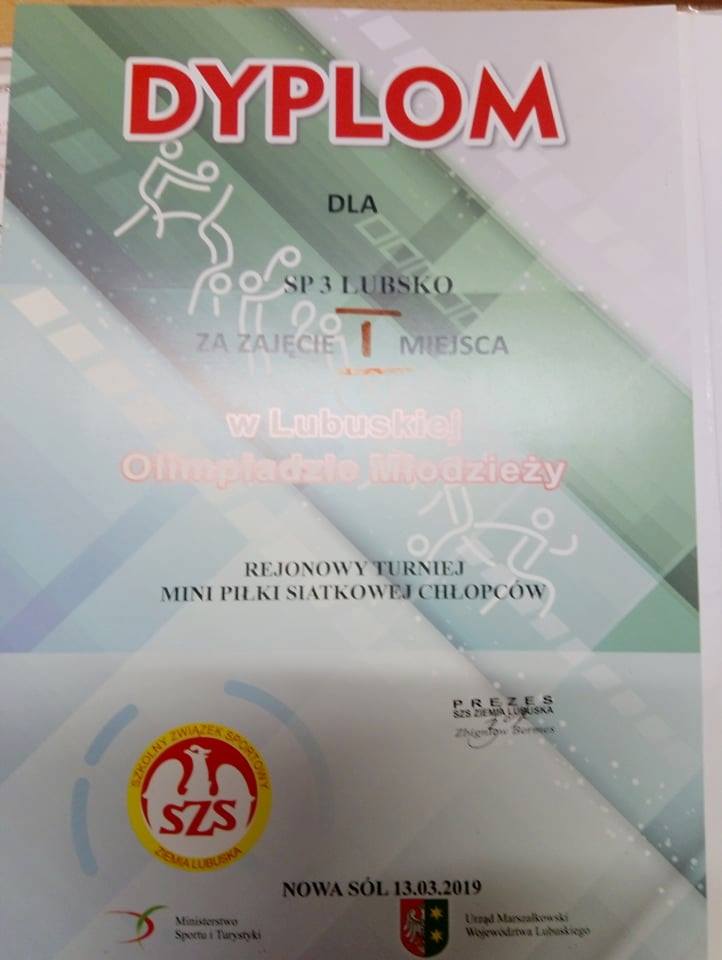 DYPLOM
DLA
SP 3 LUBSKO
ZA ZAJĘCIE I MIEJSCA
w Lubuskiej
Olimpiadzie Młodzieży
REJONOWY TURNIEJ
MINI PIŁKI SIATKOWEJ CHŁOPCÓW
PREZES
SZS ZIEMIA LUBUSKA
Zbigniew
SZKOLNY ZWIĄZEK SPORTOWY
SZS
ZIEMIA LUBUSKA
NOWA SÓL 13.03.2019
Ministerstwo
Sportu i Turystyki
Urząd Marszałkowski
Województwa Lubuskiego